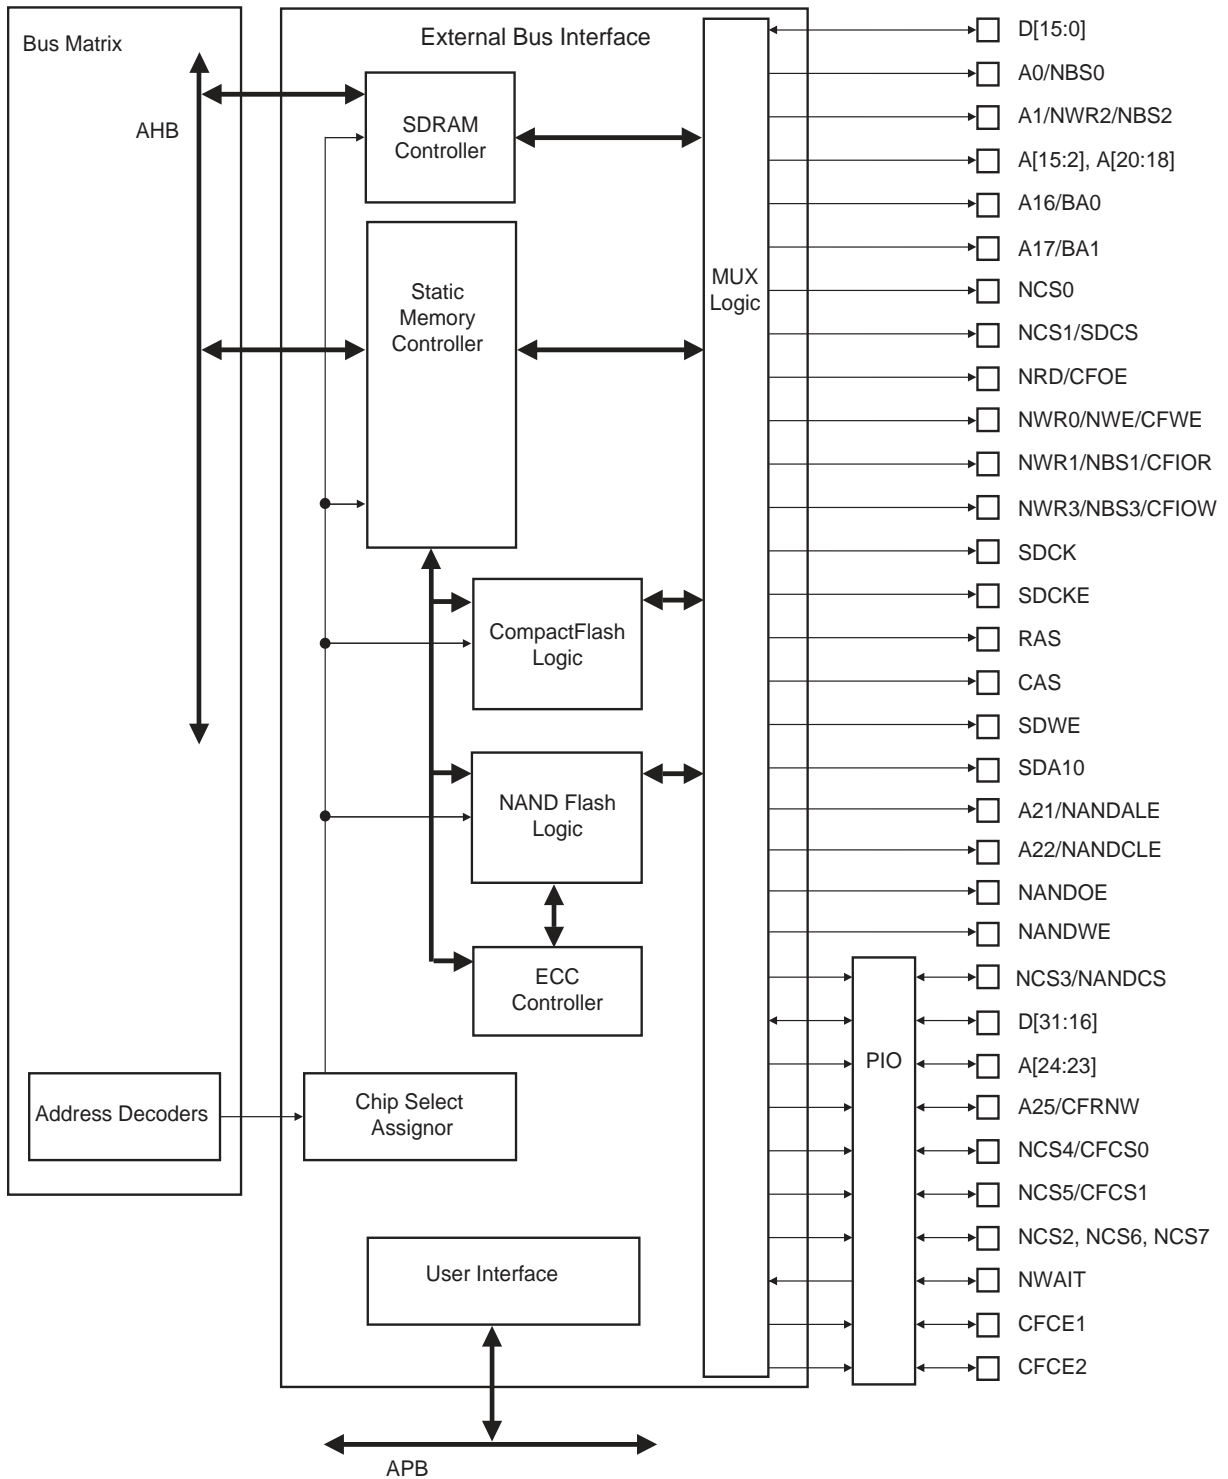 Bus Matrix
AHB
Address Decoders
External Bus Interface
SDRAM
Controller
Static
Memory
Controller
CompactFlash
Logic
NAND Flash
Logic
ECC
Controller
Chip Select
Assignor
User Interface
APB
MUX
Logic
PIO
D[15:0]
A0/NBS0
A1/NWR2/NBS2
A[15:2], A[20:18]
A16/BA0
A17/BA1
NCS0
NCS1/SDCS
NRD/CFOE
NWR0/NWE/CFWE
NWR1/NBS1/CFIOR
NWR3/NBS3/CFIOW
SDCK
SDCKE
RAS
CAS
SDWE
SDA10
A21/NANDALE
A22/NANDCLE
NANDOE
NANDWE
NCS3/NANDCS
D[31:16]
A[24:23]
A25/CFRNW
NCS4/CFCS0
NCS5/CFCS1
NCS2, NCS6, NCS7
NWAIT
CFCE1
CFCE2